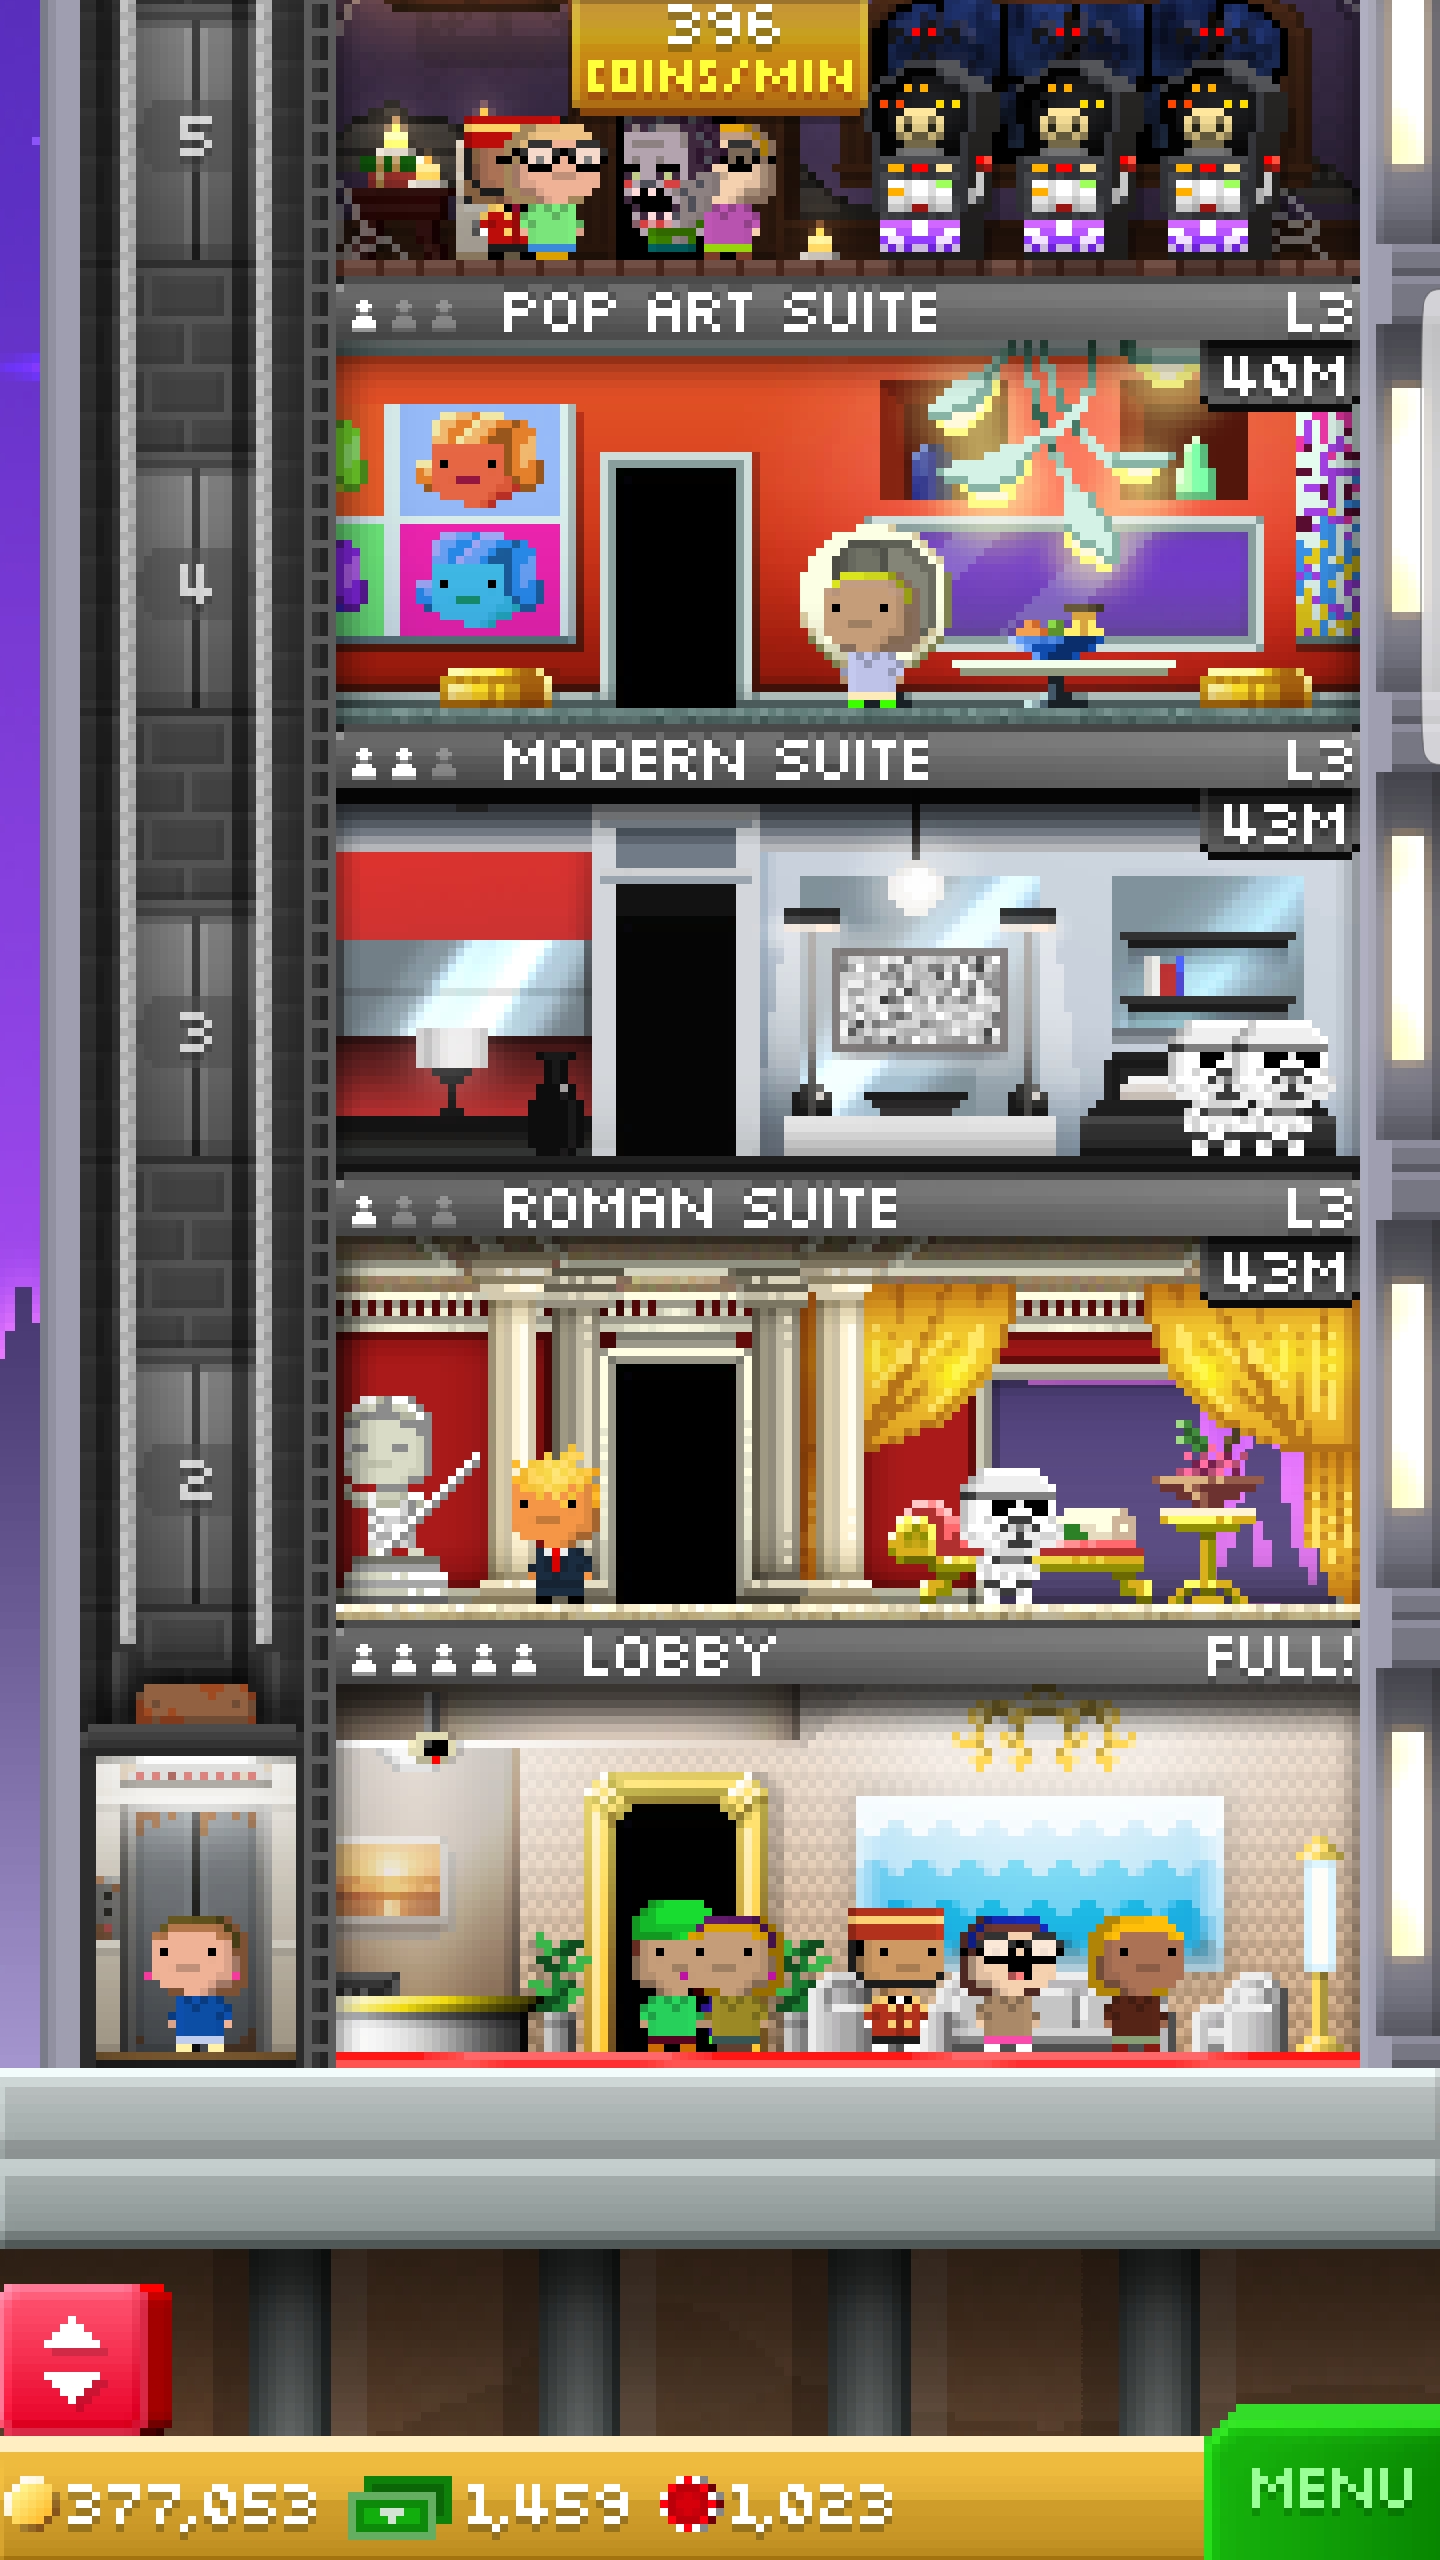 396
COINS/MIN
5
POP ART SUITE L3
40M
4
MODERN SUITE L3
43M
3
ROMAN SUITE L3
43M
2
LOBBY FULL!
377,053 1,459 1,023
MENU